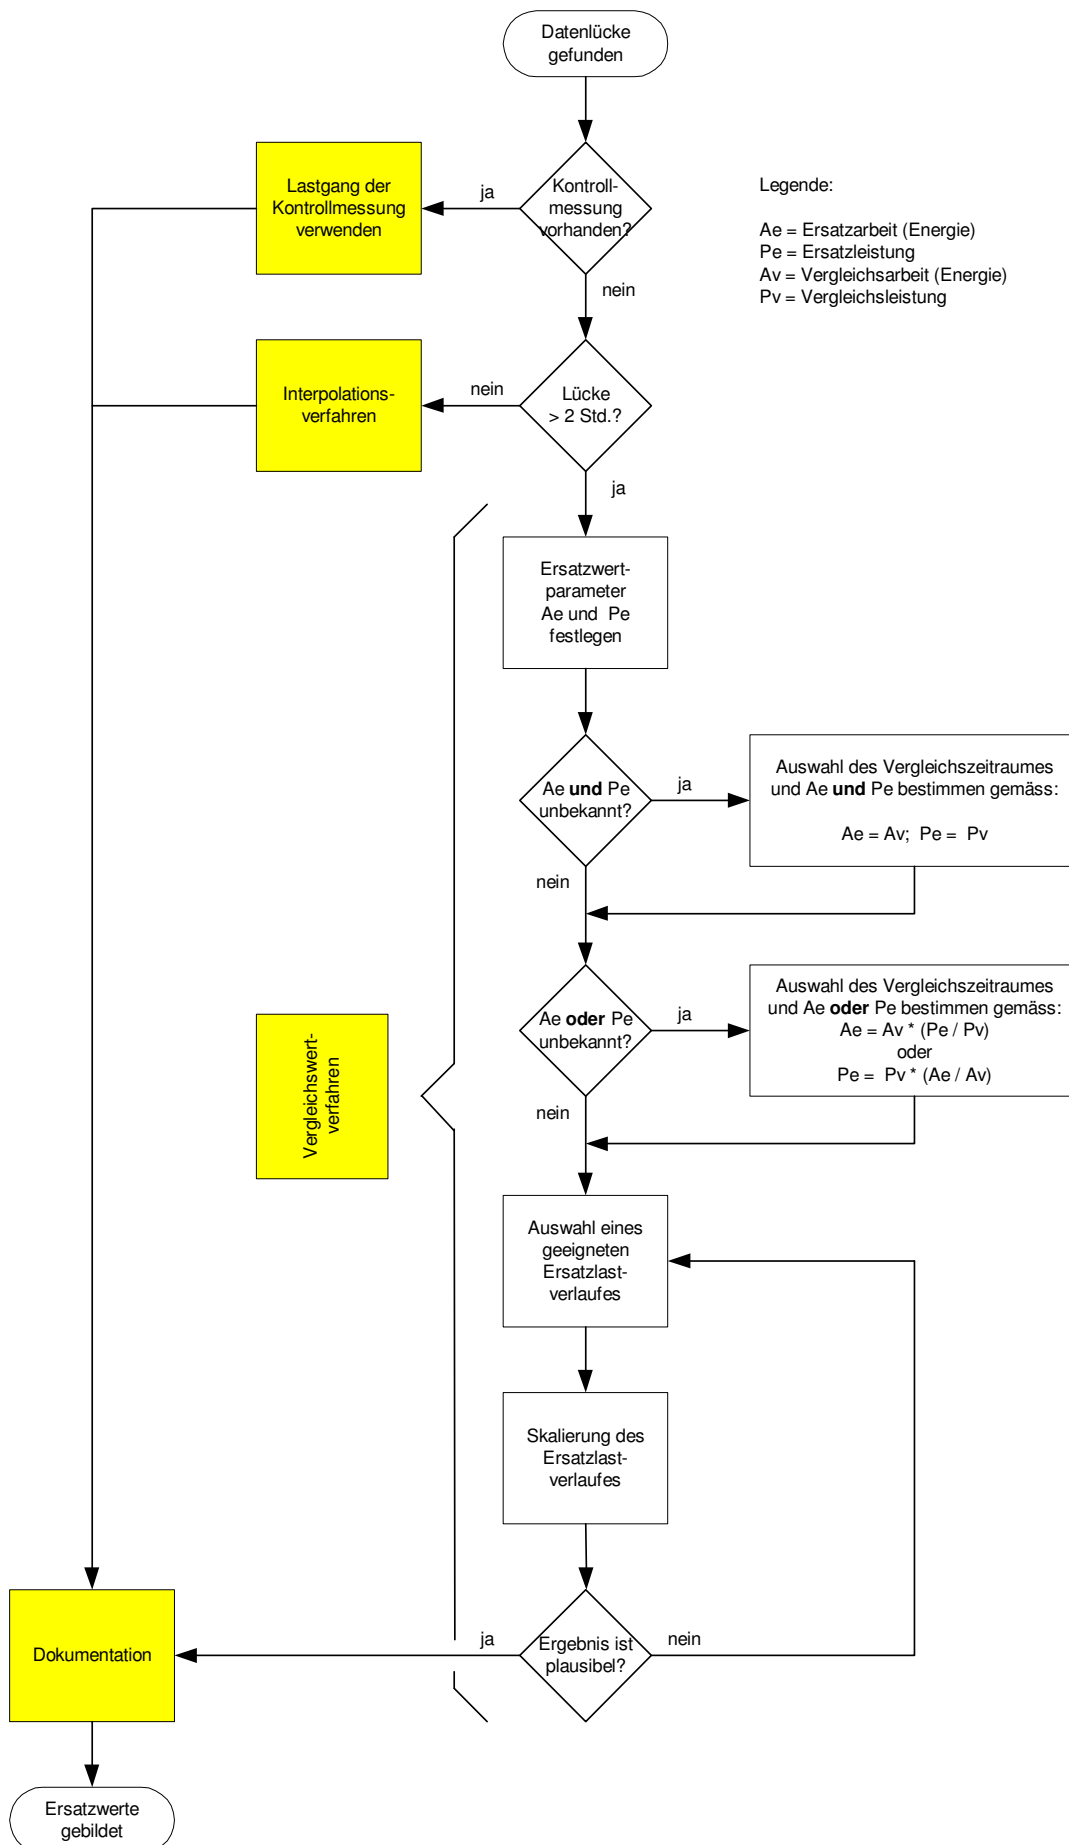 Datenlücke
gefunden
Lastgang der
Kontrollmessung
verwenden
ja
Kontroll-
messung
vorhanden?
nein
Legende:
Ae = Ersatzarbeit (Energie)
Pe = Ersatzleistung
Av = Vergleichsarbeit (Energie)
Pv = Vergleichsleistung
Interpolations-
verfahren
nein
Lücke
> 2 Std.?
ja
Ersatzwert-
parameter
Ae und Pe
festlegen
Ae und Pe
unbekannt?
ja
nein
Auswahl des Vergleichszeitraumes
und Ae und Pe bestimmen gemäss:
Ae = Av; Pe = Pv
Ae oder Pe
unbekannt?
ja
nein
Auswahl des Vergleichszeitraumes
und Ae oder Pe bestimmen gemäss:
Ae = Av * (Pe / Pv)
oder
Pe = Pv * (Ae / Av)
Vergleichswert-
verfahren
Auswahl eines
geeigneten
Ersatzlast-
verlaufes
Skalierung des
Ersatzlast-
verlaufes
Ergebnis ist
plausibel?
nein
ja
Dokumentation
Ersatzwerte
gebildet